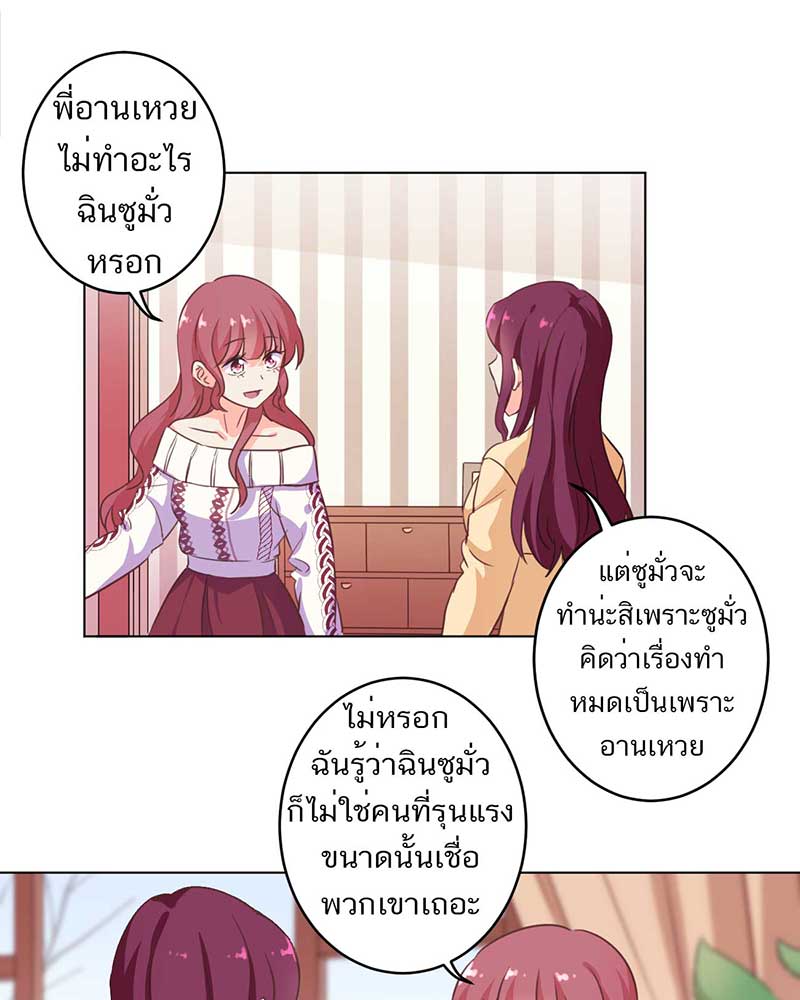 พี่อานเหวย
ไม่ทำอะไร
ฉินซูมั่ว
หรอก
แต่ซูมั่วจะ
ทำน่ะสิเพราะซูมั่ว
คิดว่าเรื่องทำ
หมดเป็นเพราะ
อานเหวย
ไม่หรอก
ฉันรู้ว่าฉินซูมั่ว
ก็ไม่ใช่คนที่รุนแรง
ขนาดนั้นเชื่อ
พวกเขาเถอะ